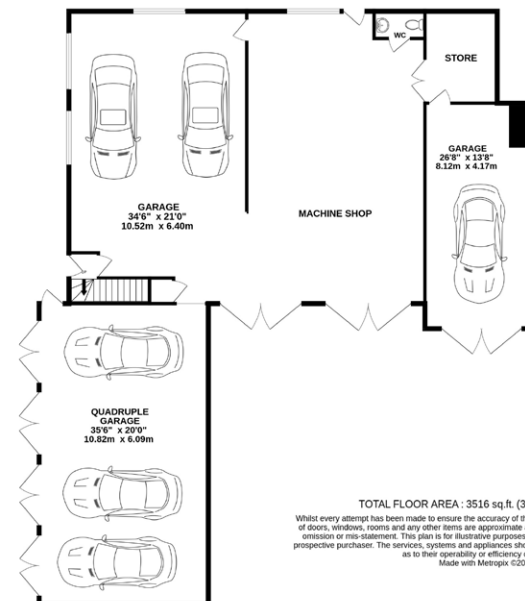 WC
STORE
GARAGE
26'8" x 13'8"
8.12m x 4.17m
GARAGE
34'6" x 21'0"
10.52m x 6.40m
MACHINE SHOP
QUADRUPLE
GARAGE
35'6" x 20'0"
10.82m x 6.09m
TOTAL FLOOR AREA : 3516 sq.ft. (3
Whilst every attempt has been made to ensure the accuracy of th
of doors, windows, rooms and any other items are approximate
omission or mis-statement. This plan is for illustrative purposes
prospective purchaser. The services, systems and appliances sho
as to their operability or efficiency
Made with Metropix ©20